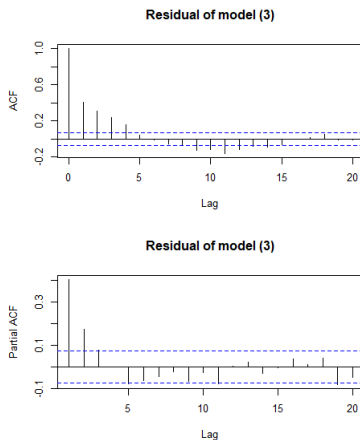 Residual of model (3)
ACF
1.0
0.6
0.2
-0.2
0 5 10 15 20
Lag
Residual of model (3)
Partial ACF
0.3
0.1
-0.1
5 10 15 20
Lag